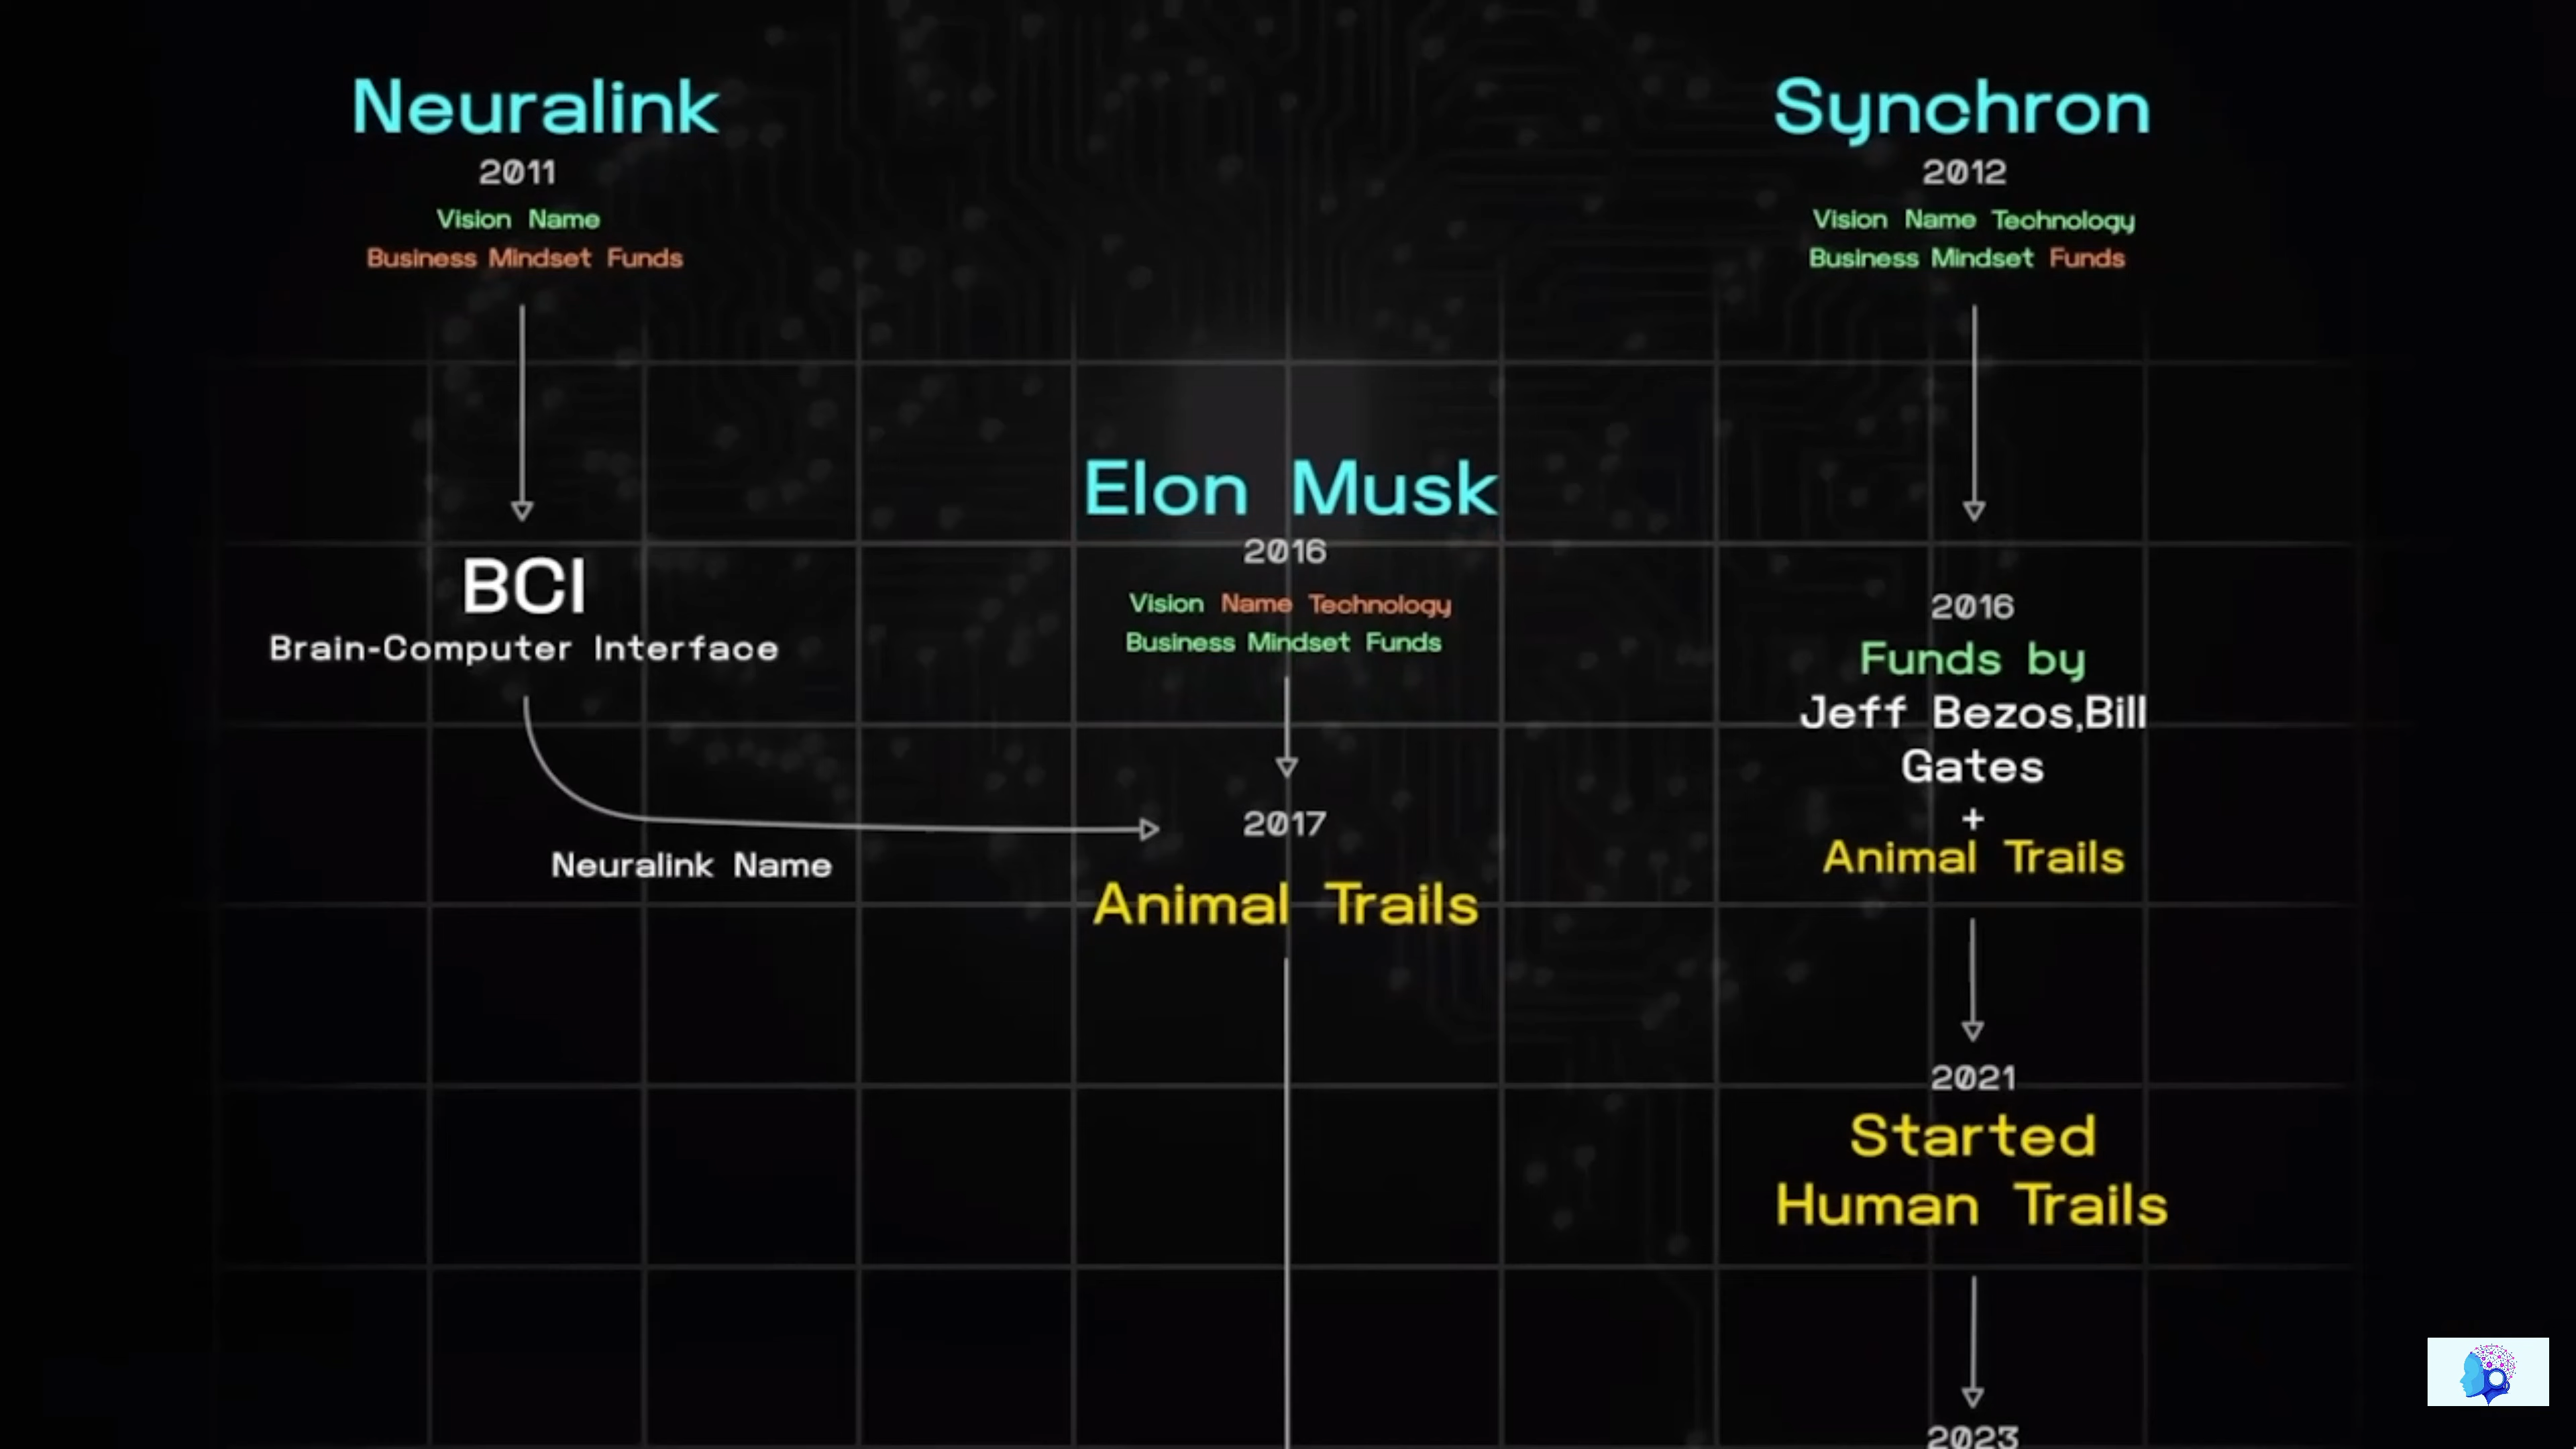 Neuralink
2011
Vision Name
Business Mindset Funds
BCI
Brain-Computer Interface
Neuralink Name
Elon Musk
2016
Vision Name Technology
Business Mindset Funds
2017
Animal Trails
Synchron
2012
Vision Name Technology
Business Mindset Funds
2016
Funds by
Jeff Bezos,Bill
Gates
+
Animal Trails
2021
Started
Human Trails
2023